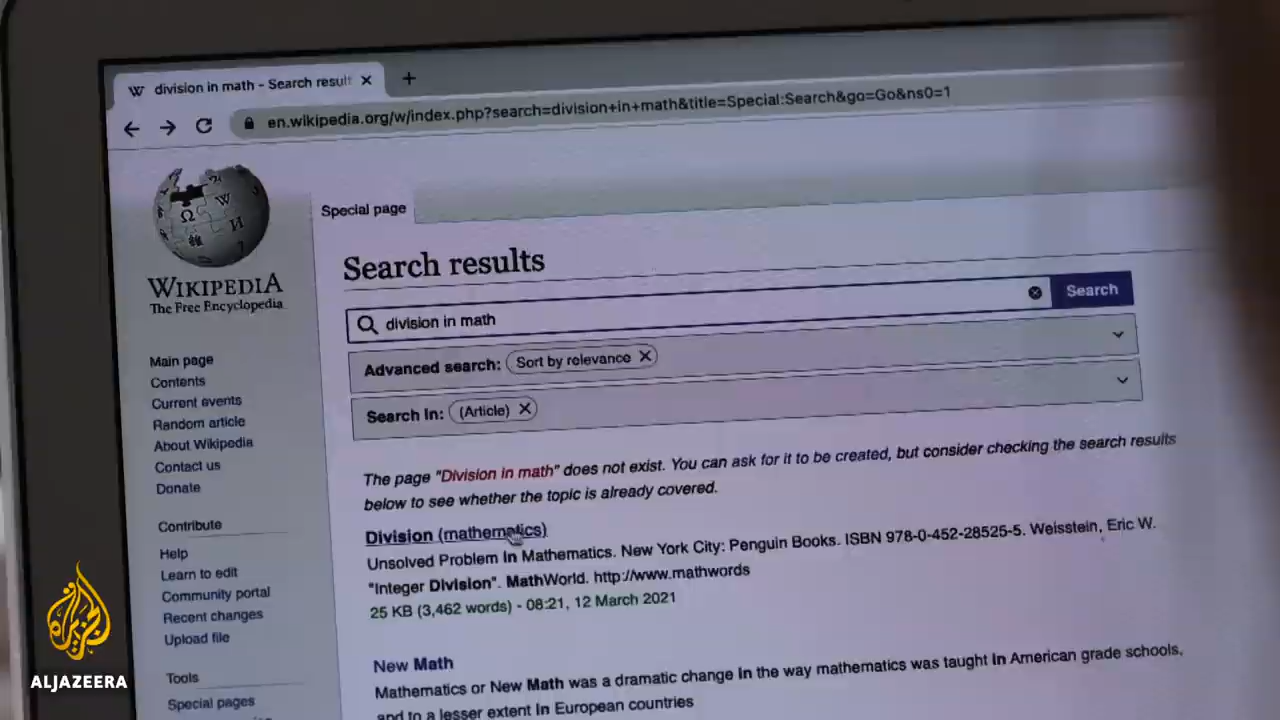 division in math - Search result
en.wikipedia.org/w/index.php?search=division+in+math&title=Special:Search&go=Go&ns0=1
WIKIPEDIA
The Free Encyclopedia
Main page
Contents
Current events
Random article
About Wikipedia
Contact us
Donate
Contribute
Help
Learn to edit
Community portal
Recent changes
Upload file
Tools
Special pages
Special page
Search results
division in math
Search
Advanced search: Sort by relevance
Search In: (Article)
The page "Division in math" does not exist. You can ask for it to be created, but consider checking the search results
below to see whether the topic is already covered.
Division (mathematics)
Unsolved Problem In Mathematics. New York City: Penguin Books. ISBN 978-0-452-28525-5. Weisstein, Eric W.
"Integer Division". MathWorld. http://www.mathwords
25 KB (3,462 words) - 08:21, 12 March 2021
New Math
Mathematics or New Math was a dramatic change In the way mathematics was taught In American grade schools,
and to a lesser extent In European countries
الجزيرة
ALJAZEERA